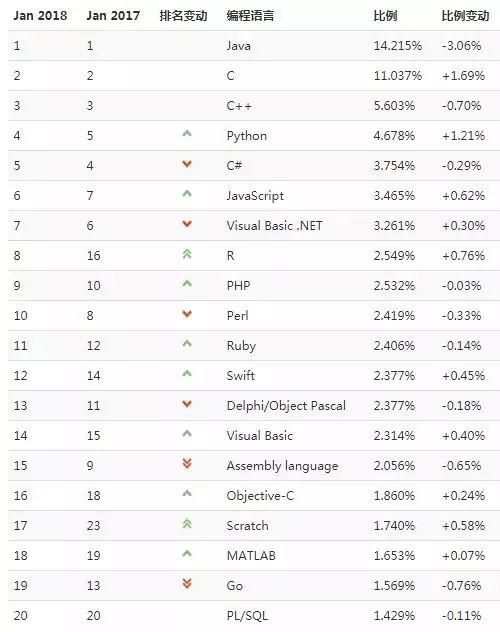 Jan 2018 Jan 2017 排名变动 编程语言 比例 比例变动
1 1 Java 14.215% -3.06%
2 2 C 11.037% +1.69%
3 3 C++ 5.603% -0.70%
4 5 Python 4.678% +1.21%
5 4 C# 3.754% -0.29%
6 7 JavaScript 3.465% +0.62%
7 6 Visual Basic .NET 3.261% +0.30%
8 16 R 2.549% +0.76%
9 10 PHP 2.532% -0.03%
10 8 Perl 2.419% -0.33%
11 12 Ruby 2.406% -0.14%
12 14 Swift 2.377% +0.45%
13 11 Delphi/Object Pascal 2.377% -0.18%
14 15 Visual Basic 2.314% +0.40%
15 9 Assembly language 2.056% -0.65%
16 18 Objective-C 1.860% +0.24%
17 23 Scratch 1.740% +0.58%
18 19 MATLAB 1.653% +0.07%
19 13 Go 1.569% -0.76%
20 20 PL/SQL 1.429% -0.11%